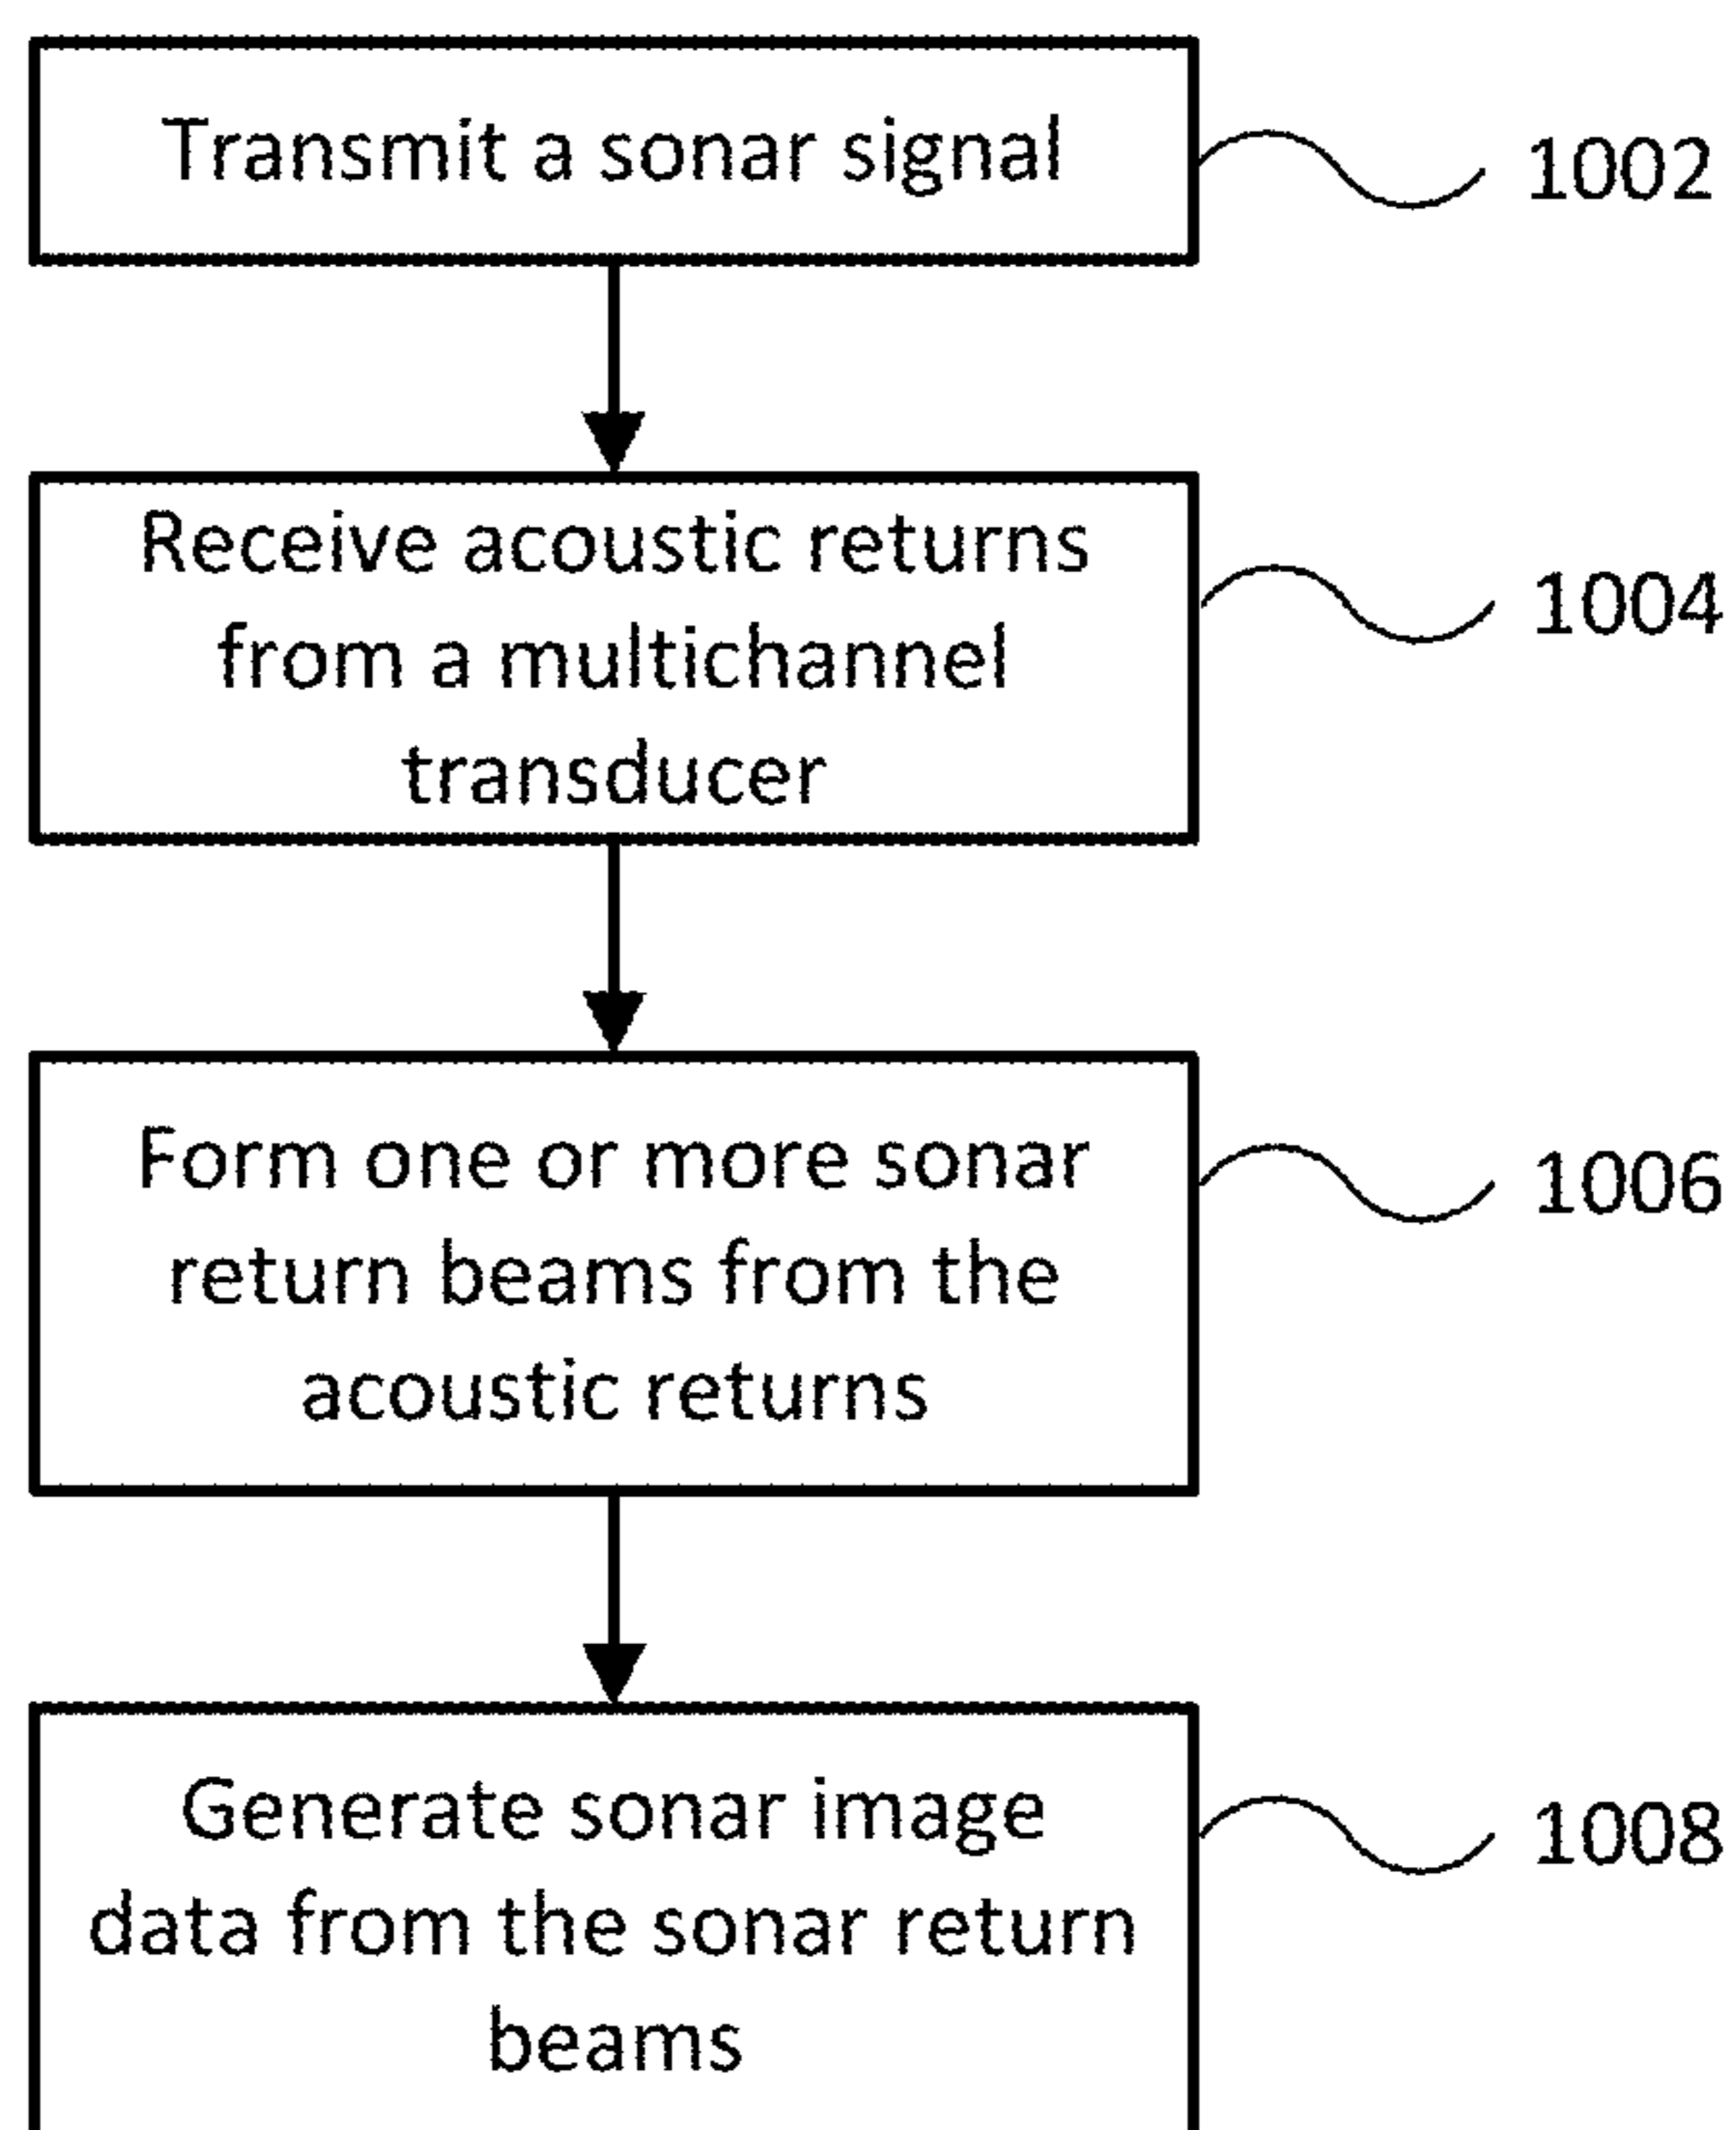 Transmit a sonar signal
1002
Receive acoustic returns
from a multichannel
transducer
1004
Form one or more sonar
return beams from the
acoustic returns
1006
Generate sonar image
data from the sonar return
beams
1008